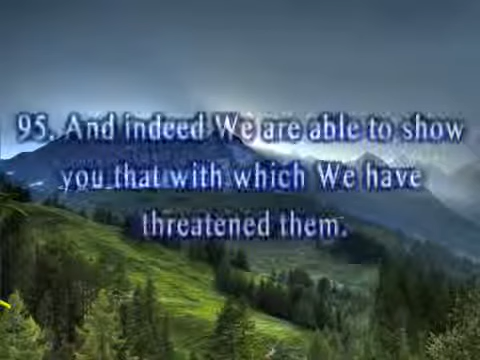 95. And indeed We are able to show
you that with which We have
threatened them.